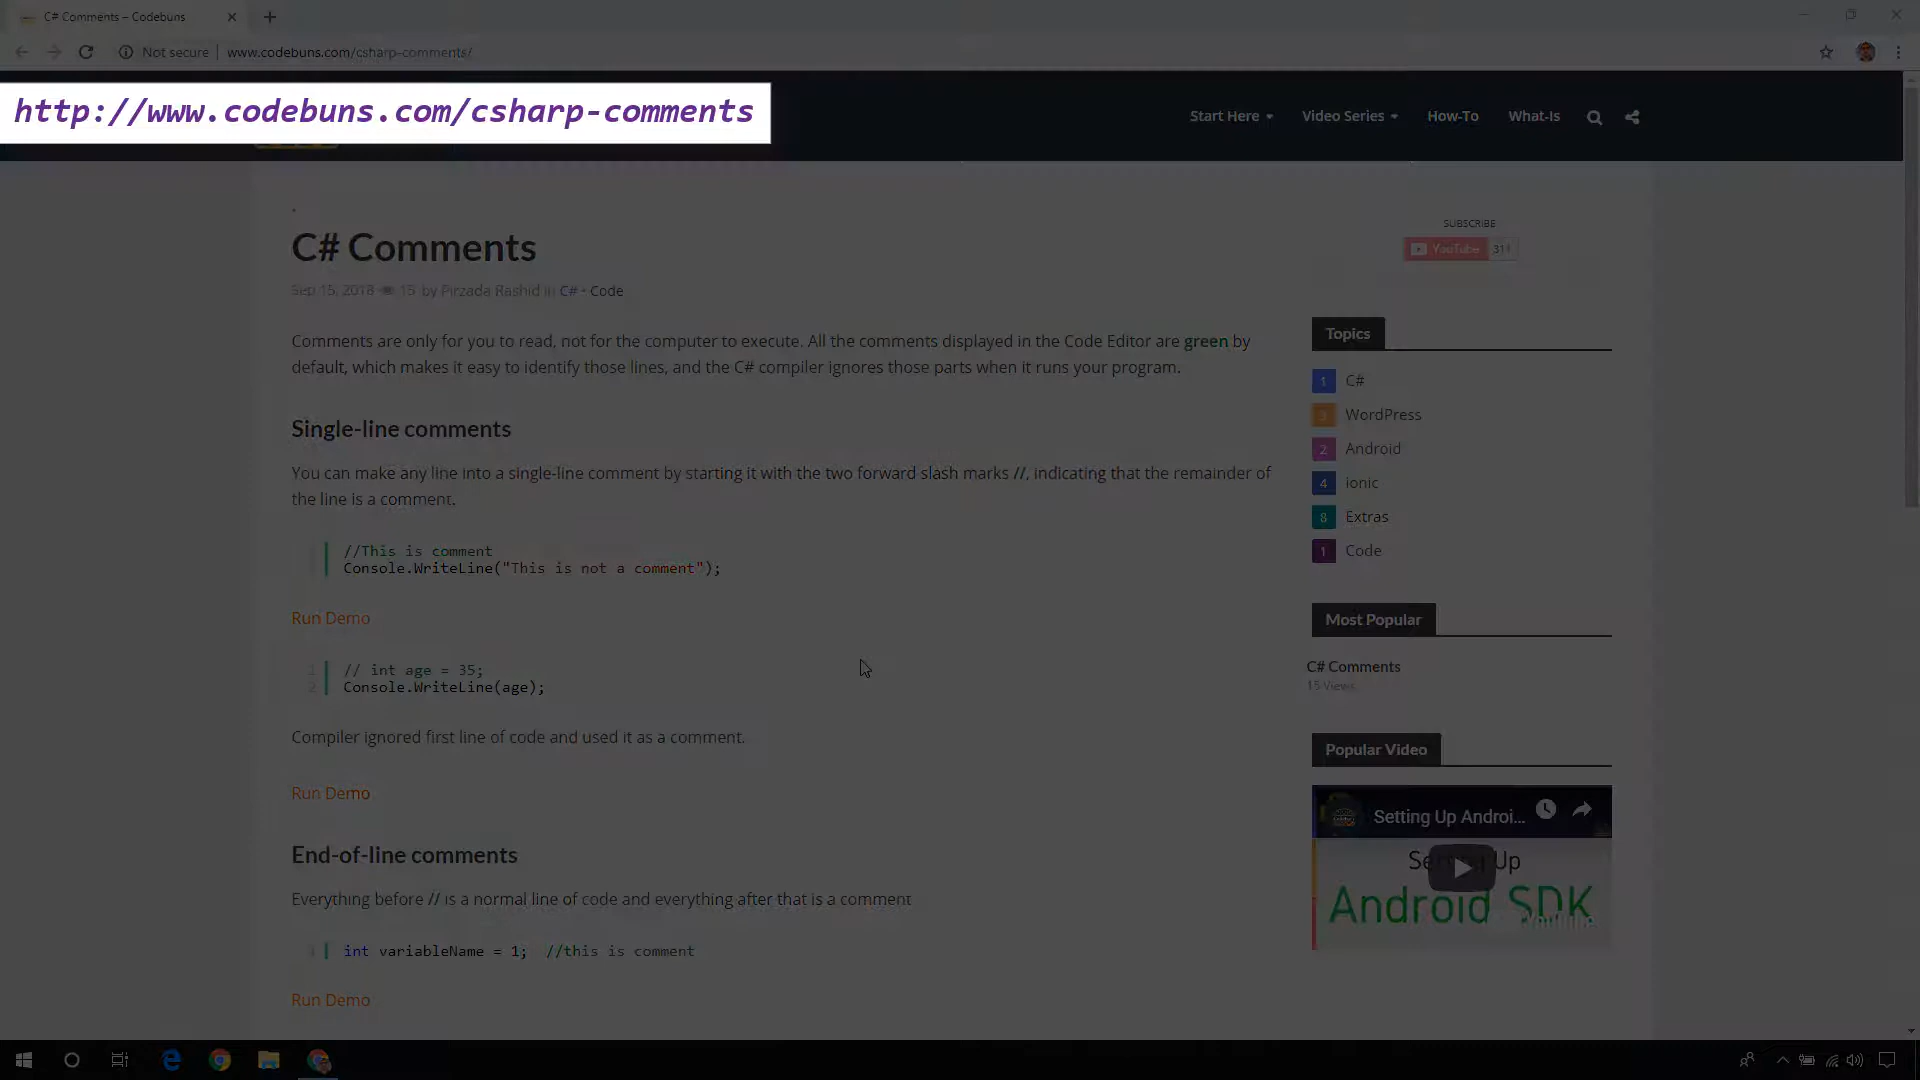 C# Comments – Codebuns
Not secure | www.codebuns.com/csharp-comments/
http://www.codebuns.com/csharp-comments
Start Here Video Series How-To What-Is
C# Comments
Sep 15, 2018 15 by Pirzada Rashid in C# · Code
Comments are only for you to read, not for the computer to execute. All the comments displayed in the Code Editor are green by
default, which makes it easy to identify those lines, and the C# compiler ignores those parts when it runs your program.
Single-line comments
You can make any line into a single-line comment by starting it with the two forward slash marks //, indicating that the remainder of
the line is a comment.
//This is comment
Console.WriteLine("This is not a comment");
Run Demo
1 // int age = 35;
2 Console.WriteLine(age);
Compiler ignored first line of code and used it as a comment.
Run Demo
End-of-line comments
Everything before // is a normal line of code and everything after that is a comment
1 int variableName = 1; //this is comment
Run Demo
SUBSCRIBE
YouTube 311
Topics
1 C#
3 WordPress
2 Android
4 ionic
8 Extras
1 Code
Most Popular
C# Comments
15 Views
Popular Video
Setting Up Androi...
Setting Up
Android SDK